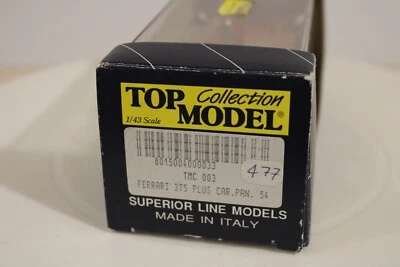 TOP Collection
1/43 Scale MODEL®
8015004000033
TMC 003
477
FERRARI 375 PLUS CAR.PAN. 54
SUPERIOR LINE MODELS
MADE IN ITALY